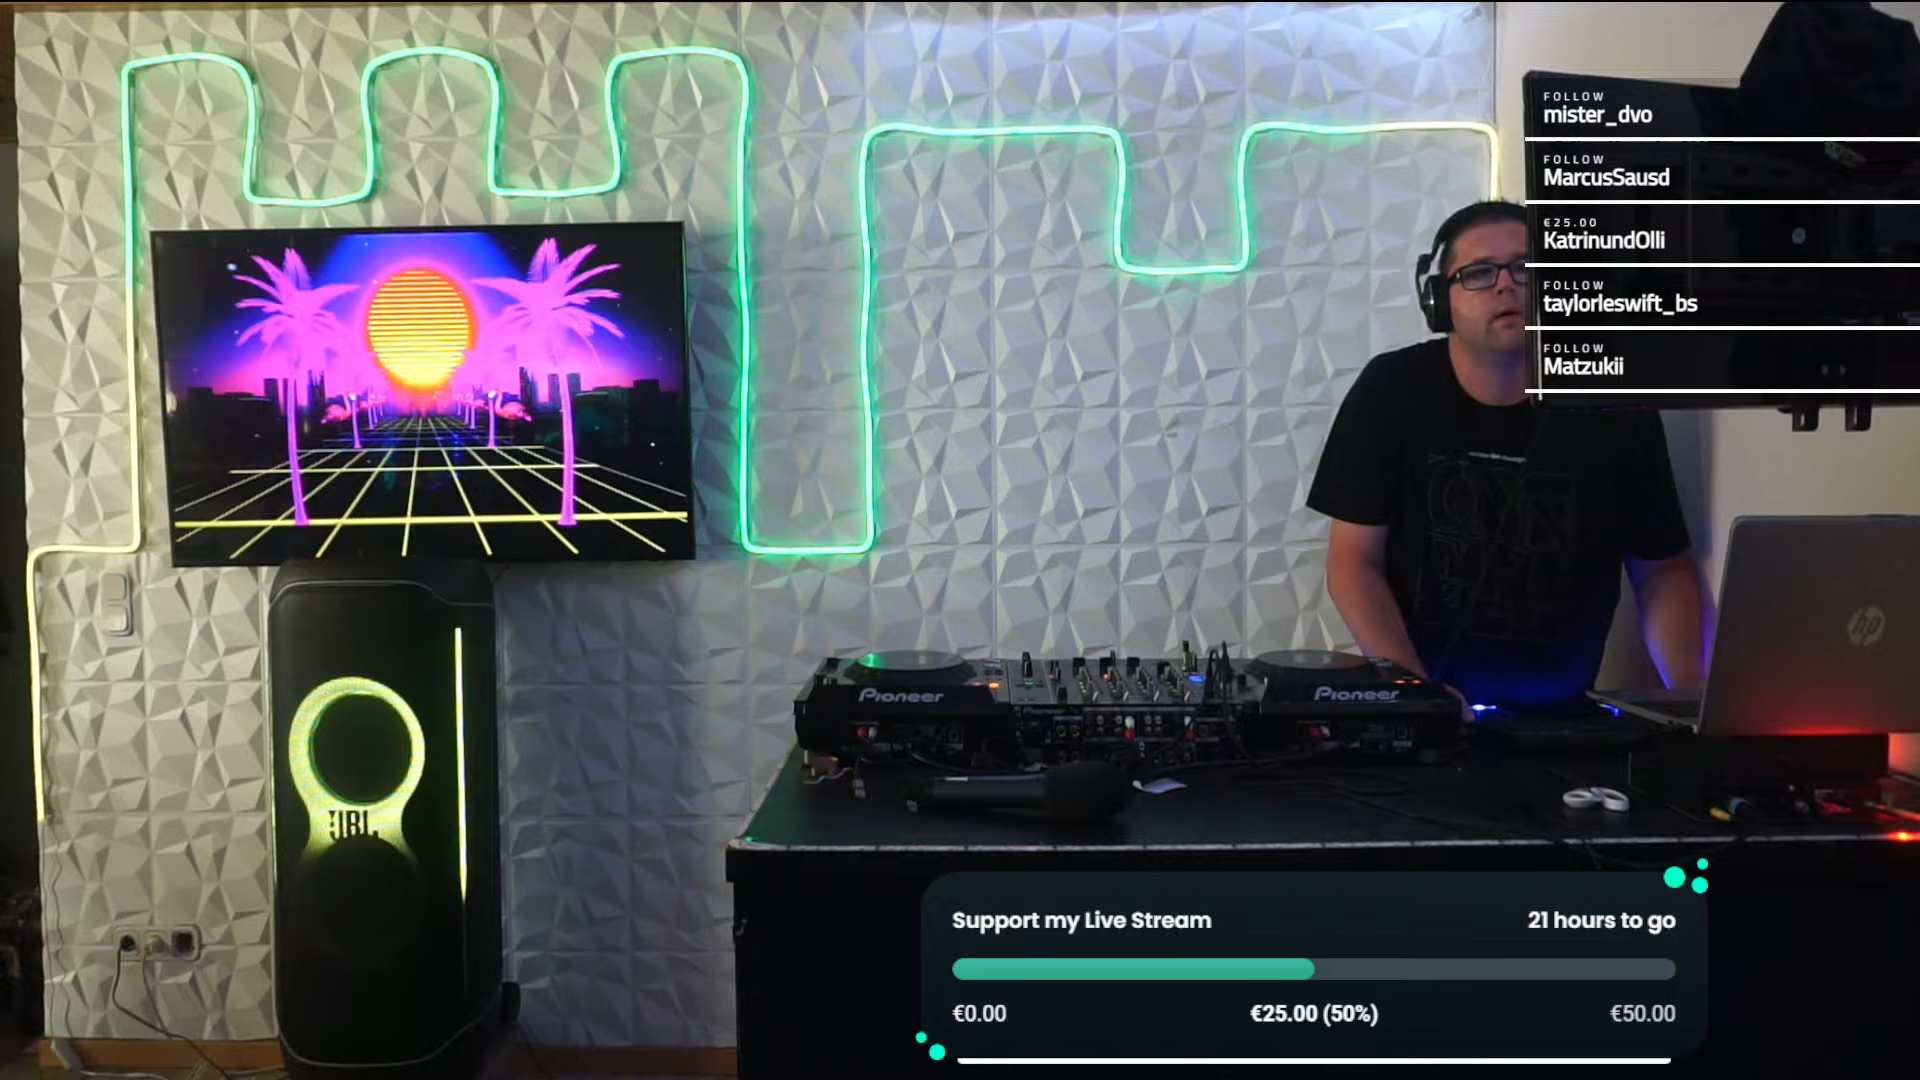 FOLLOW
mister_dvo
FOLLOW
MarcusSausd
€25.00
KatrinundOlli
FOLLOW
taylorleswift_bs
FOLLOW
Matzukii
Pioneer
Pioneer
hp
JBL
Support my Live Stream
21 hours to go
€0.00
€25.00 (50%)
€50.00